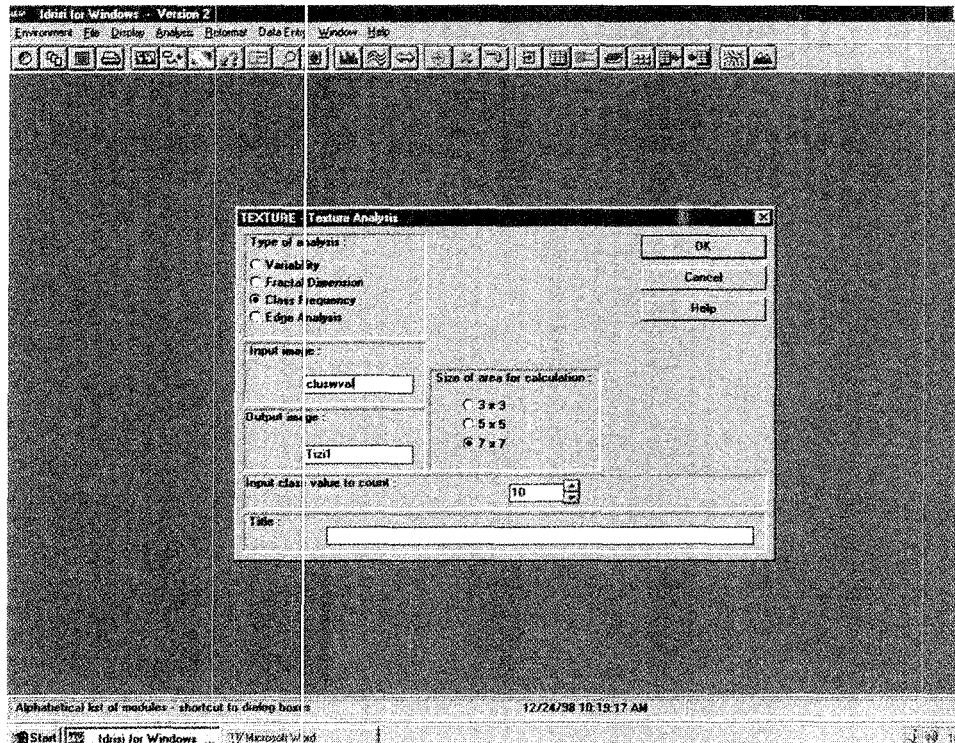 Idrisi for Windows - Version 2
Environment File Display Analysis Reformat Data Entry Window Help
TEXTURE - Texture Analysis
Type of analysis :
Variability
Fractal Dimension
Class Frequency
Edge Analysis
OK
Cancel
Help
Input image :
cluswval
Size of area for calculation :
3 x 3
5 x 5
7 x 7
Output image :
Tizi1
Input class value to count :
10
Title :
Alphabetical list of modules - shortcut to dialog boxes
12/24/98 10:19:17 AM
Start
Idrisi for Windows ...
Microsoft Word